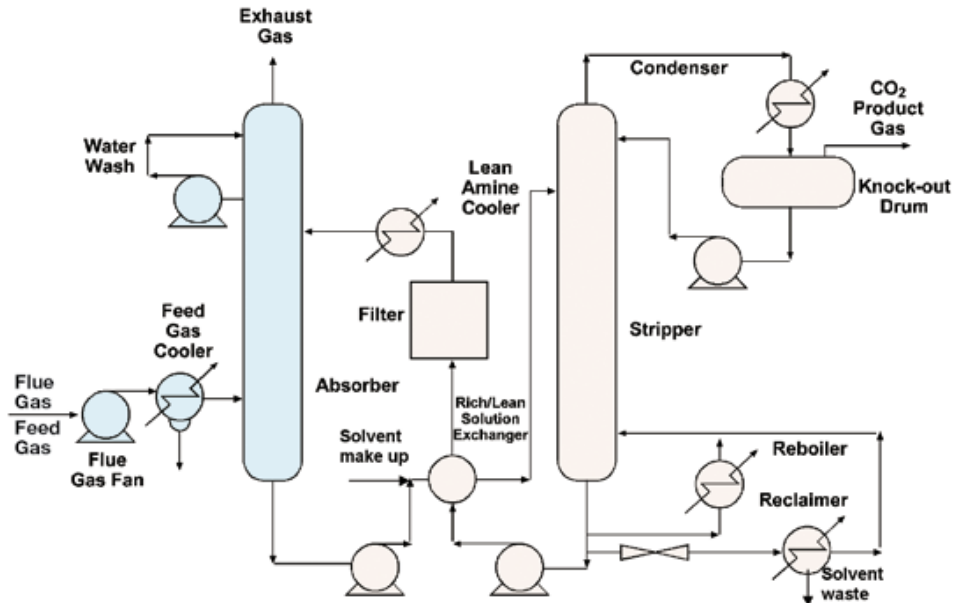 Exhaust
Gas
Condenser
CO₂
Product
Gas
Water
Wash
Lean
Amine
Cooler
Knock-out
Drum
Feed
Gas
Cooler
Filter
Stripper
Flue
Gas
Feed
Gas
Absorber
Rich/Lean
Solution
Exchanger
Flue
Gas Fan
Solvent
make up
Reboiler
Reclaimer
Solvent
waste